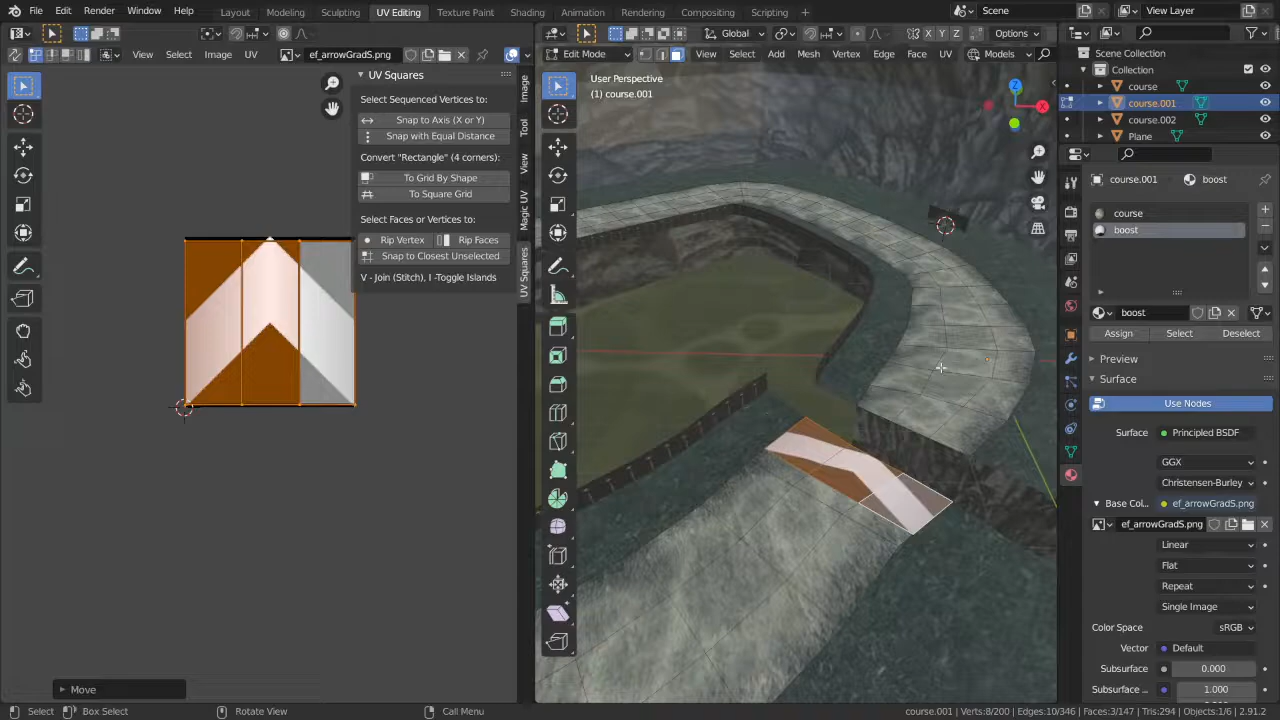 File Edit Render Window Help Layout Modeling Sculpting UV Editing Texture Paint Shading Animation Rendering Compositing Scripting + Scene View Layer
Global Options
View Select Image UV ef_arrowGradS.png
Edit Mode View Select Add Mesh Vertex Edge Face UV Models
UV Squares
Select Sequenced Vertices to:
Snap to Axis (X or Y)
Snap with Equal Distance
Convert "Rectangle" (4 corners):
To Grid By Shape
To Square Grid
Select Faces or Vertices to:
Rip Vertex Rip Faces
Snap to Closest Unselected
V - Join (Stitch), I -Toggle Islands
Image
Tool
View
Magic UV
UV Squares
Move
User Perspective
(1) course.001
X Y Z
Z
X
Scene Collection
Collection
course
course.001
course.002
Plane
course.001 boost
course
boost
boost
Assign Select Deselect
Preview
Surface
Use Nodes
Surface Principled BSDF
GGX
Christensen-Burley
Base Col... ef_arrowGradS.png
ef_arrowGradS.png
Linear
Flat
Repeat
Single Image
Color Space sRGB
Vector Default
Subsurface 0.000
Subsurface ... 1.000
Select Box Select Rotate View Call Menu course.001 | Verts:8/200 | Edges:10/346 | Faces:3/147 | Tris:294 | Objects:1/6 | 2.91.2